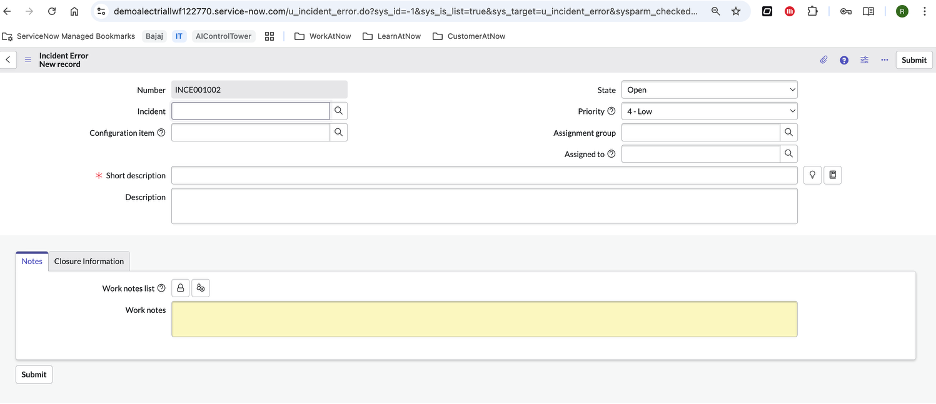 demoalectriallwf122770.service-now.com/u_incident_error.do?sys_id=-1&sys_is_list=true&sys_target=u_incident_error&sysparm_checked...
R
ServiceNow Managed Bookmarks Bajaj IT AIControlTower WorkAtNow LearnAtNow CustomerAtNow
Incident Error
New record
Submit
Number INCE001002 State Open
Incident Priority 4 - Low
Configuration item Assignment group
Assigned to
Short description
Description
Notes Closure Information
Work notes list
Work notes
Submit